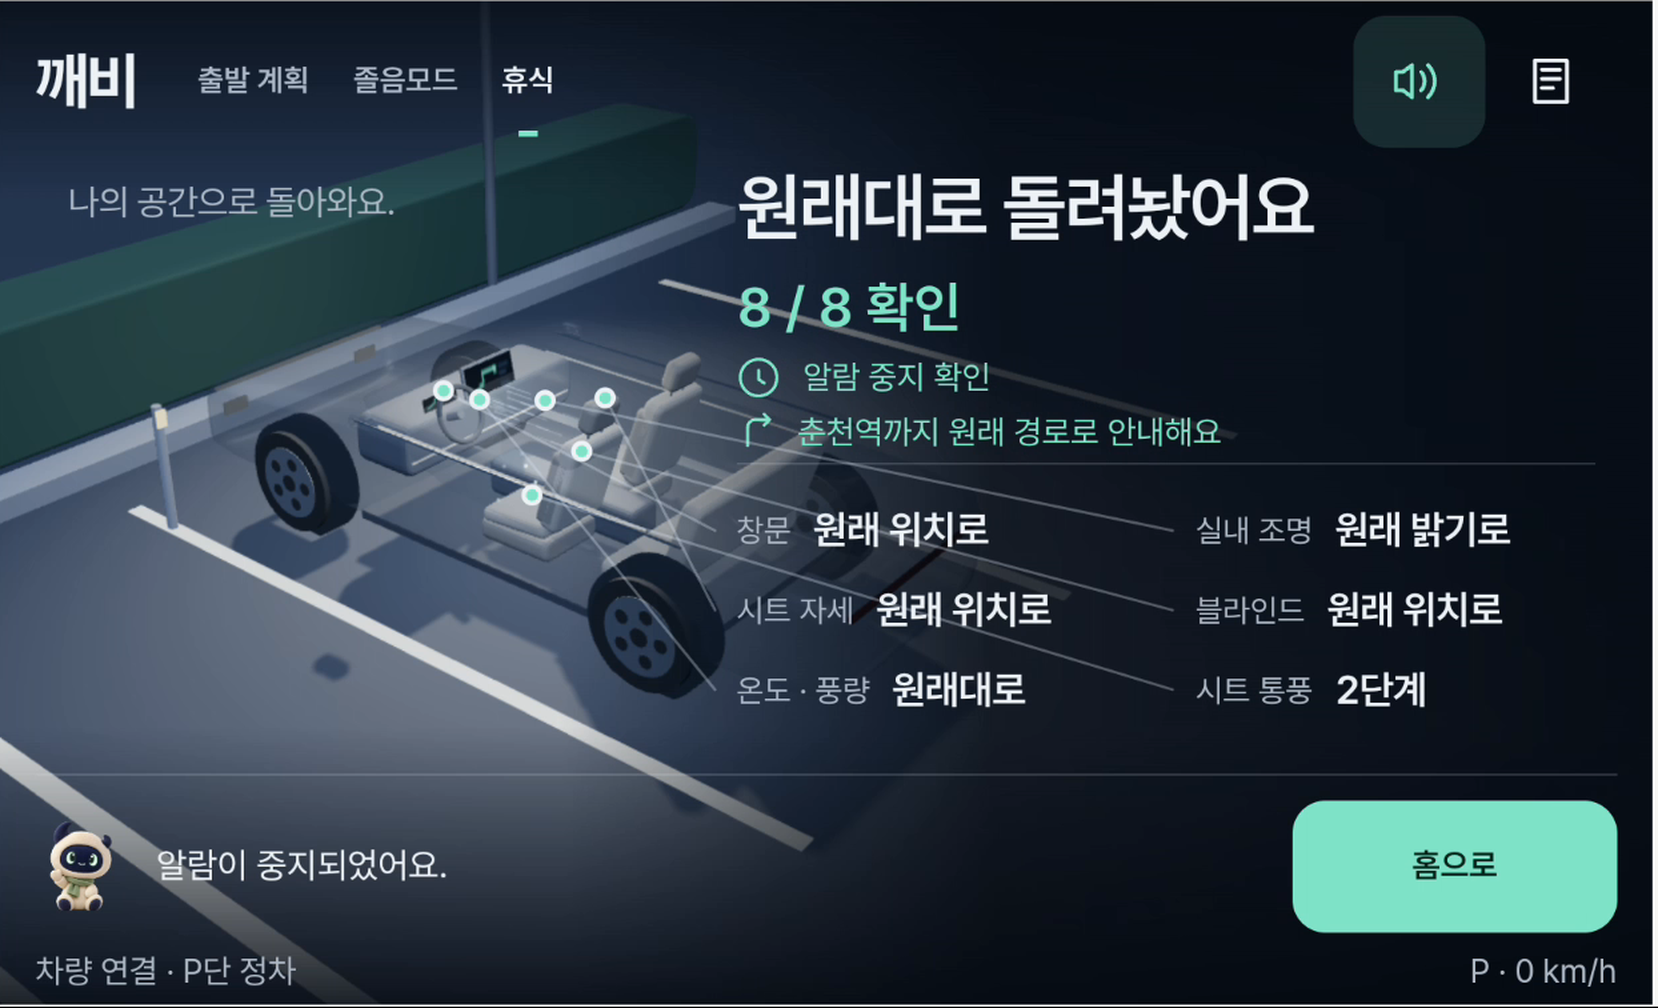 깨비 출발 계획 졸음모드 휴식
나의 공간으로 돌아와요.
원래대로 돌려놨어요
8 / 8 확인
알람 중지 확인
춘천역까지 원래 경로로 안내해요
창문 원래 위치로 실내 조명 원래 밝기로
시트 자세 원래 위치로 블라인드 원래 위치로
온도 · 풍량 원래대로 시트 통풍 2단계
알람이 중지되었어요.
홈으로
차량 연결 · P단 정차
P · 0 km/h